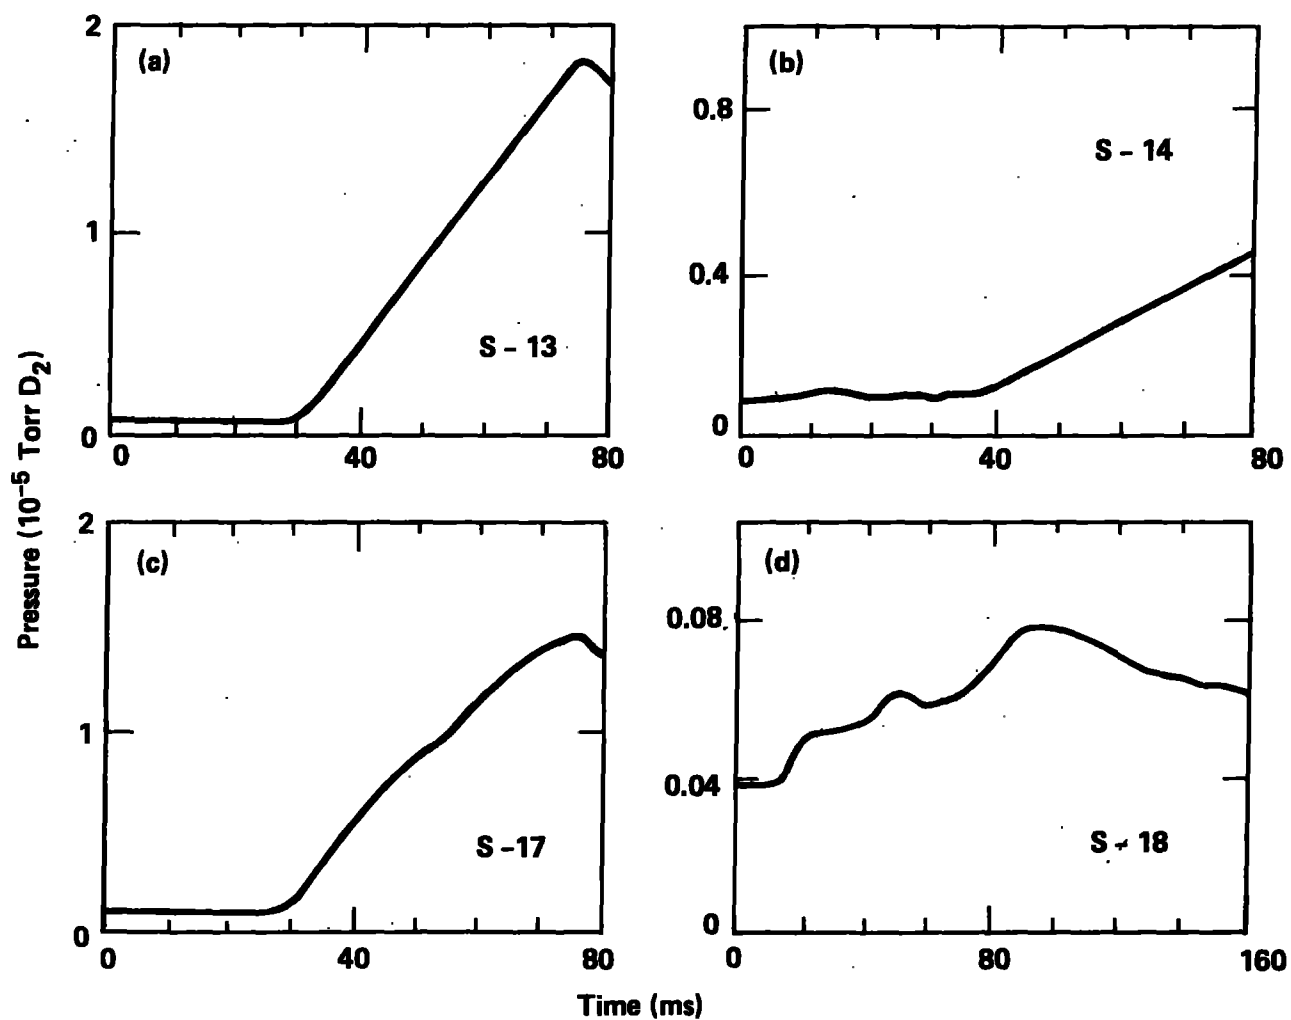 Pressure (10⁻⁵ Torr D₂)
(a)
2
1
0
S – 13
0 40 80
(b)
0.8
0.4
0
S – 14
0 40 80
(c)
2
1
0
S –17
0 40 80
(d)
0.08
0.04
0
S – 18
0 80 160
Time (ms)